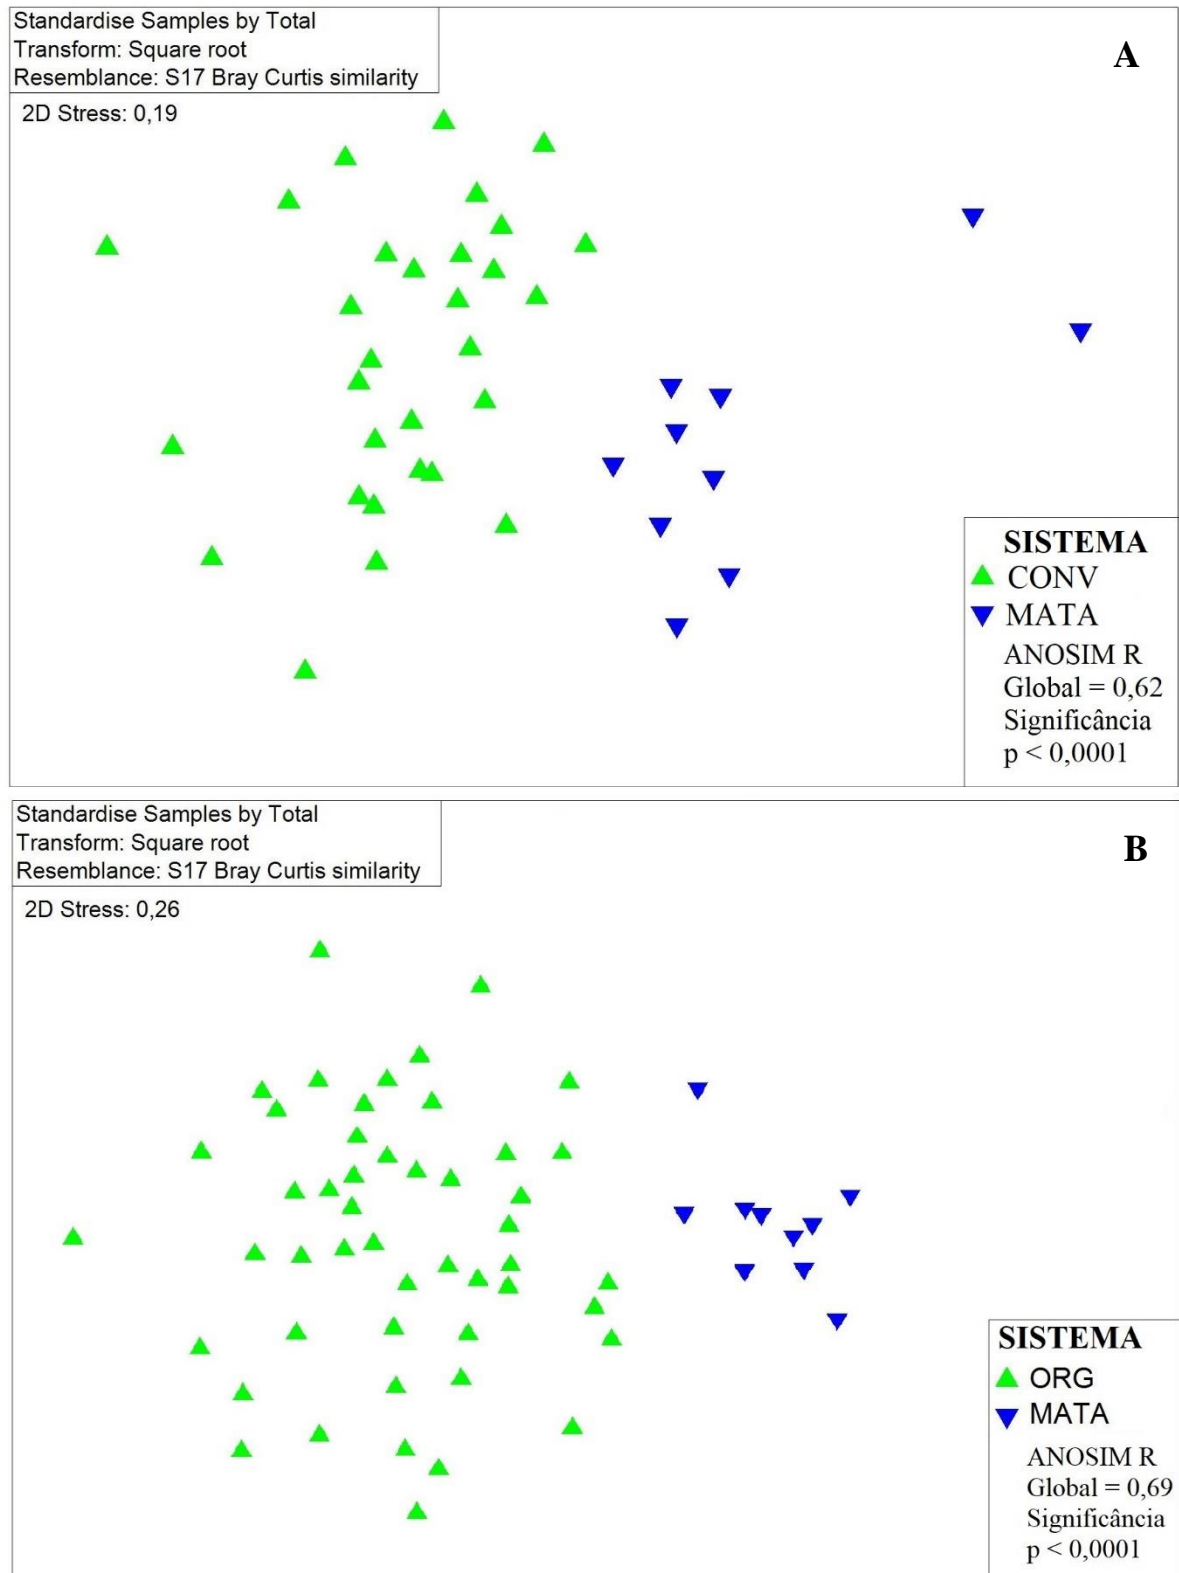 Standardise Samples by Total
Transform: Square root
Resemblance: S17 Bray Curtis similarity
A
2D Stress: 0,19
SISTEMA
CONV
MATA
ANOSIM R
Global = 0,62
Significância
p < 0,0001
Standardise Samples by Total
Transform: Square root
Resemblance: S17 Bray Curtis similarity
B
2D Stress: 0,26
SISTEMA
ORG
MATA
ANOSIM R
Global = 0,69
Significância
p < 0,0001